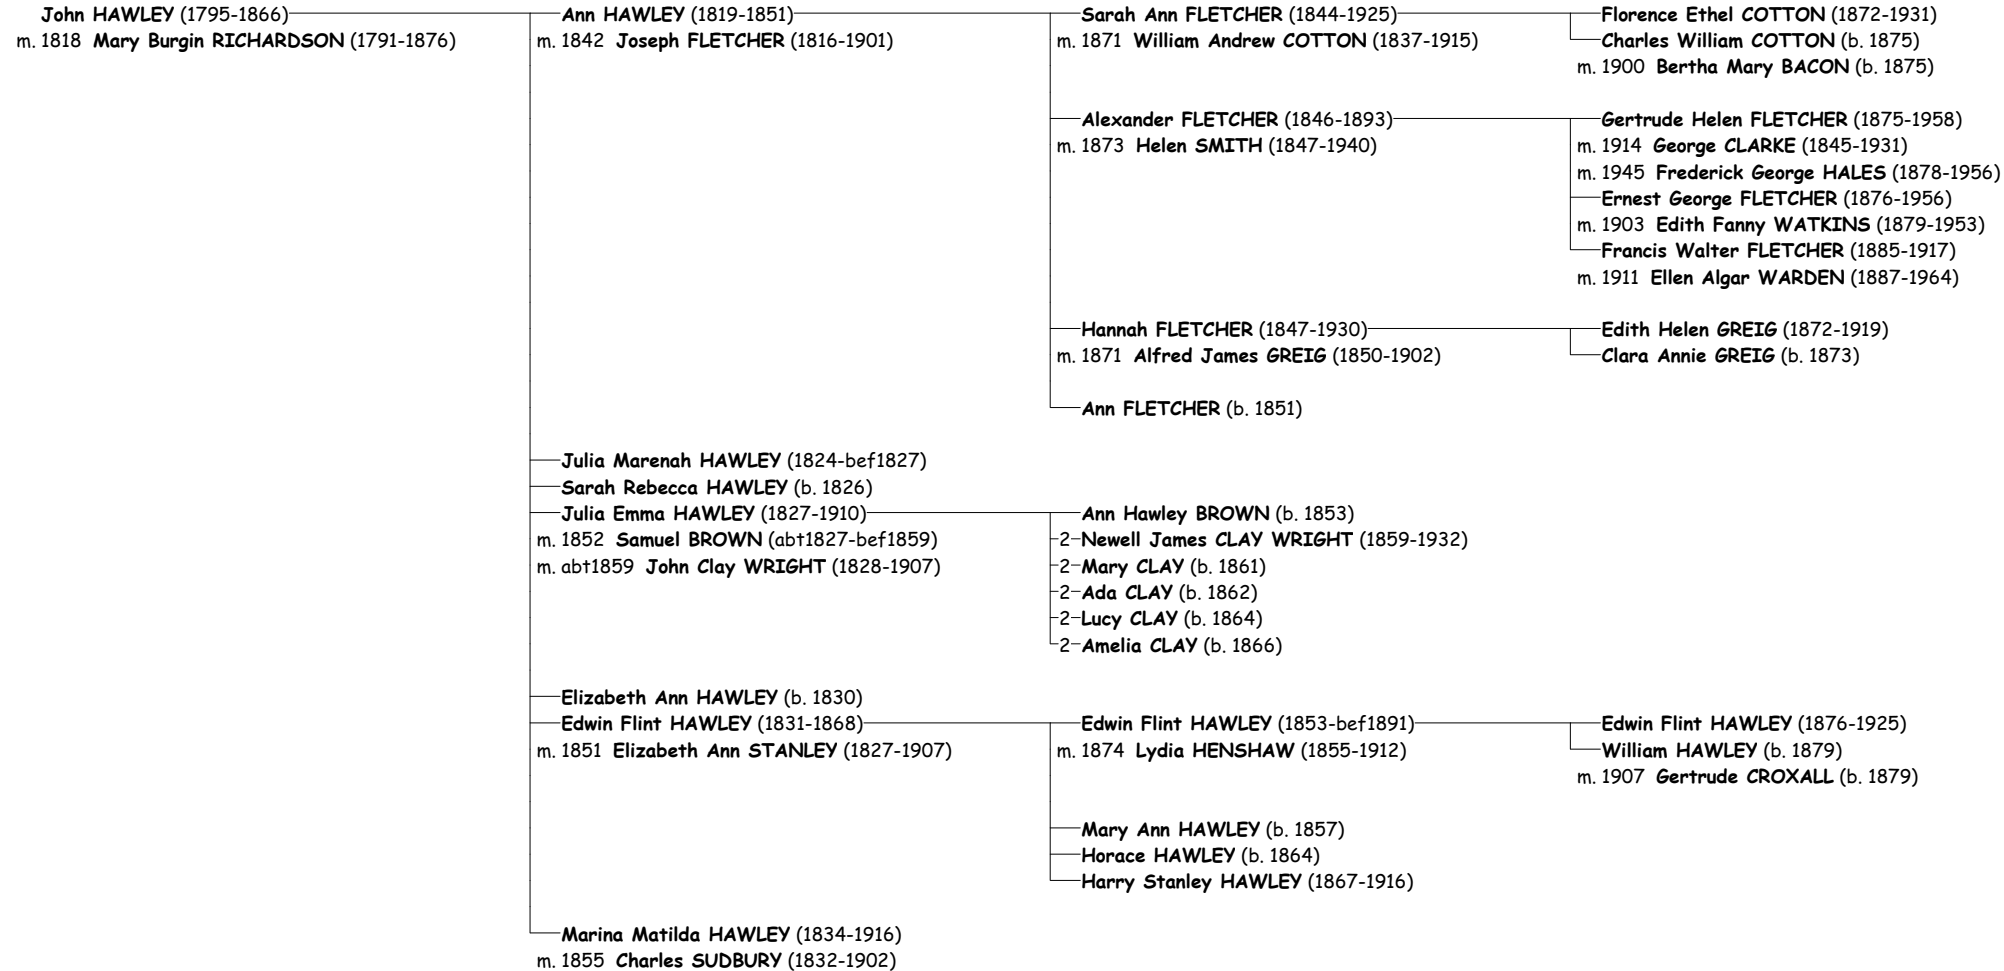 John HAWLEY (1795-1866) Ann HAWLEY (1819-1851) Sarah Ann FLETCHER (1844-1925) Florence Ethel COTTON (1872-1931)
m. 1818 Mary Burgin RICHARDSON (1791-1876) m. 1842 Joseph FLETCHER (1816-1901) m. 1871 William Andrew COTTON (1837-1915) Charles William COTTON (b. 1875)
m. 1900 Bertha Mary BACON (b. 1875)
Alexander FLETCHER (1846-1893) Gertrude Helen FLETCHER (1875-1958)
m. 1873 Helen SMITH (1847-1940) m. 1914 George CLARKE (1845-1931)
m. 1945 Frederick George HALES (1878-1956)
Ernest George FLETCHER (1876-1956)
m. 1903 Edith Fanny WATKINS (1879-1953)
Francis Walter FLETCHER (1885-1917)
m. 1911 Ellen Algar WARDEN (1887-1964)
Hannah FLETCHER (1847-1930) Edith Helen GREIG (1872-1919)
m. 1871 Alfred James GREIG (1850-1902) Clara Annie GREIG (b. 1873)
Ann FLETCHER (b. 1851)
Julia Marenah HAWLEY (1824-bef1827)
Sarah Rebecca HAWLEY (b. 1826)
Julia Emma HAWLEY (1827-1910) Ann Hawley BROWN (b. 1853)
m. 1852 Samuel BROWN (abt1827-bef1859) 2 Newell James CLAY WRIGHT (1859-1932)
m. abt1859 John Clay WRIGHT (1828-1907) 2 Mary CLAY (b. 1861)
2 Ada CLAY (b. 1862)
2 Lucy CLAY (b. 1864)
2 Amelia CLAY (b. 1866)
Elizabeth Ann HAWLEY (b. 1830)
Edwin Flint HAWLEY (1831-1868) Edwin Flint HAWLEY (1853-bef1891) Edwin Flint HAWLEY (1876-1925)
m. 1851 Elizabeth Ann STANLEY (1827-1907) m. 1874 Lydia HENSHAW (1855-1912) William HAWLEY (b. 1879)
m. 1907 Gertrude CROXALL (b. 1879)
Mary Ann HAWLEY (b. 1857)
Horace HAWLEY (b. 1864)
Harry Stanley HAWLEY (1867-1916)
Marina Matilda HAWLEY (1834-1916)
m. 1855 Charles SUDBURY (1832-1902)